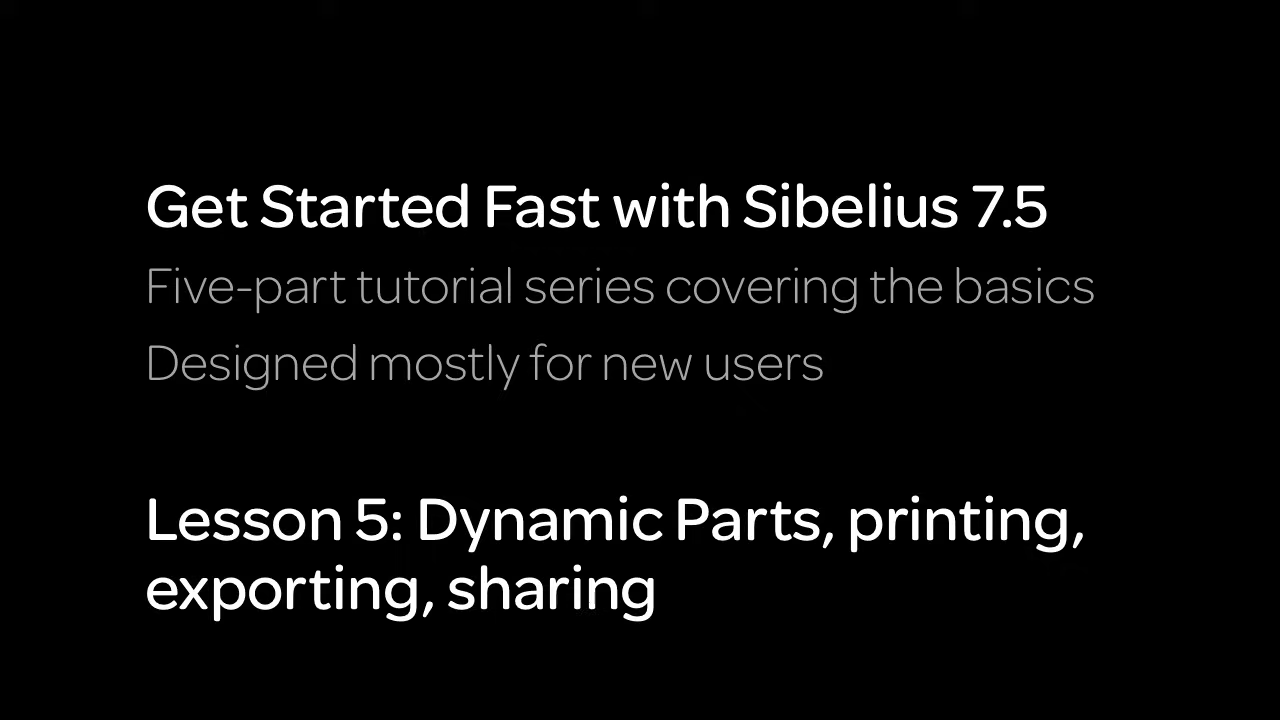 Get Started Fast with Sibelius 7.5
Five-part tutorial series covering the basics
Designed mostly for new users
Lesson 5: Dynamic Parts, printing,
exporting, sharing